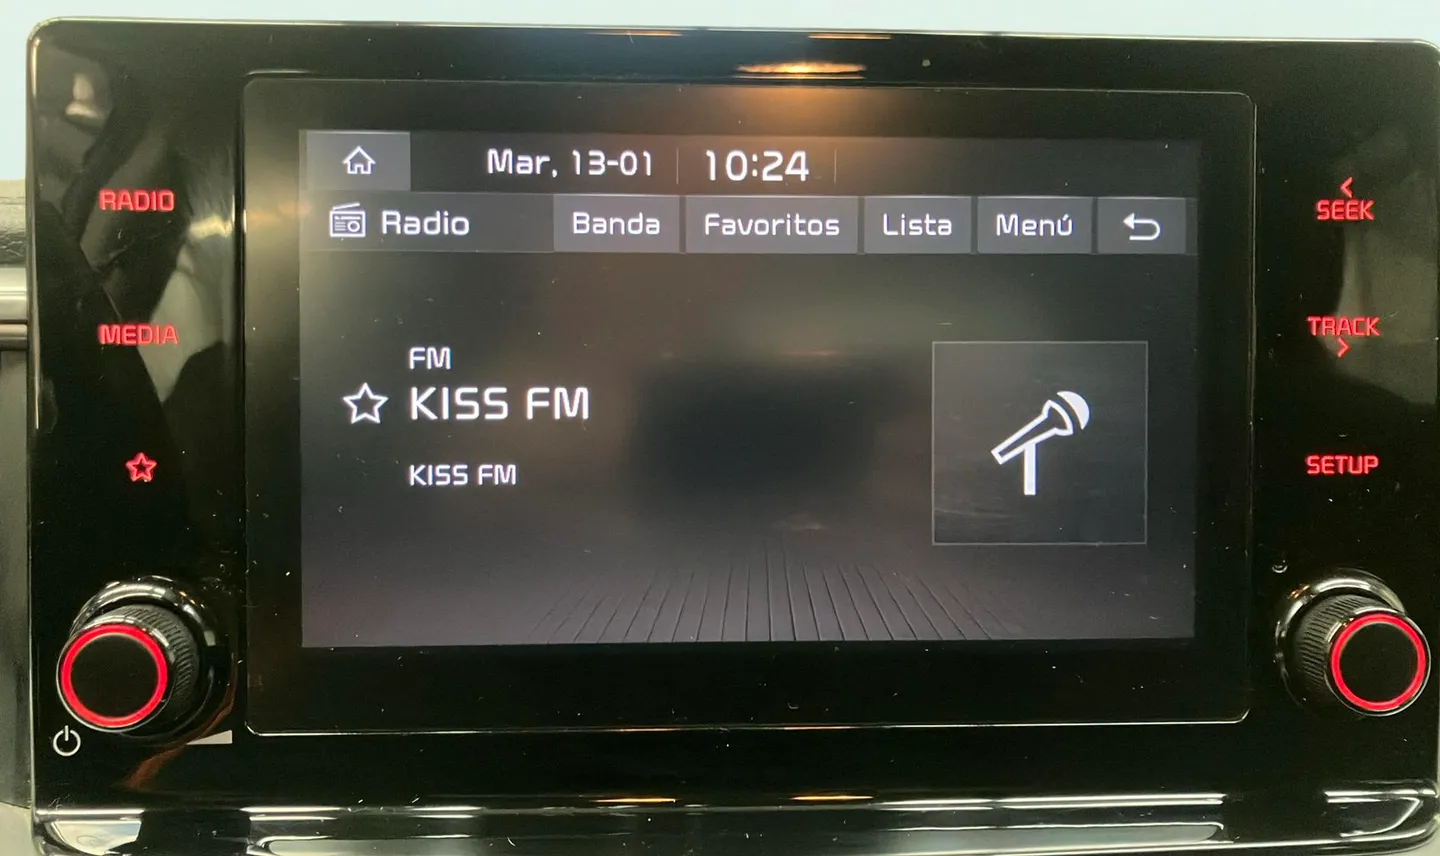 Mar, 13-01 10:24
Radio Banda Favoritos Lista Menú
FM
KISS FM
KISS FM
RADIO
MEDIA
SEEK
TRACK
SETUP